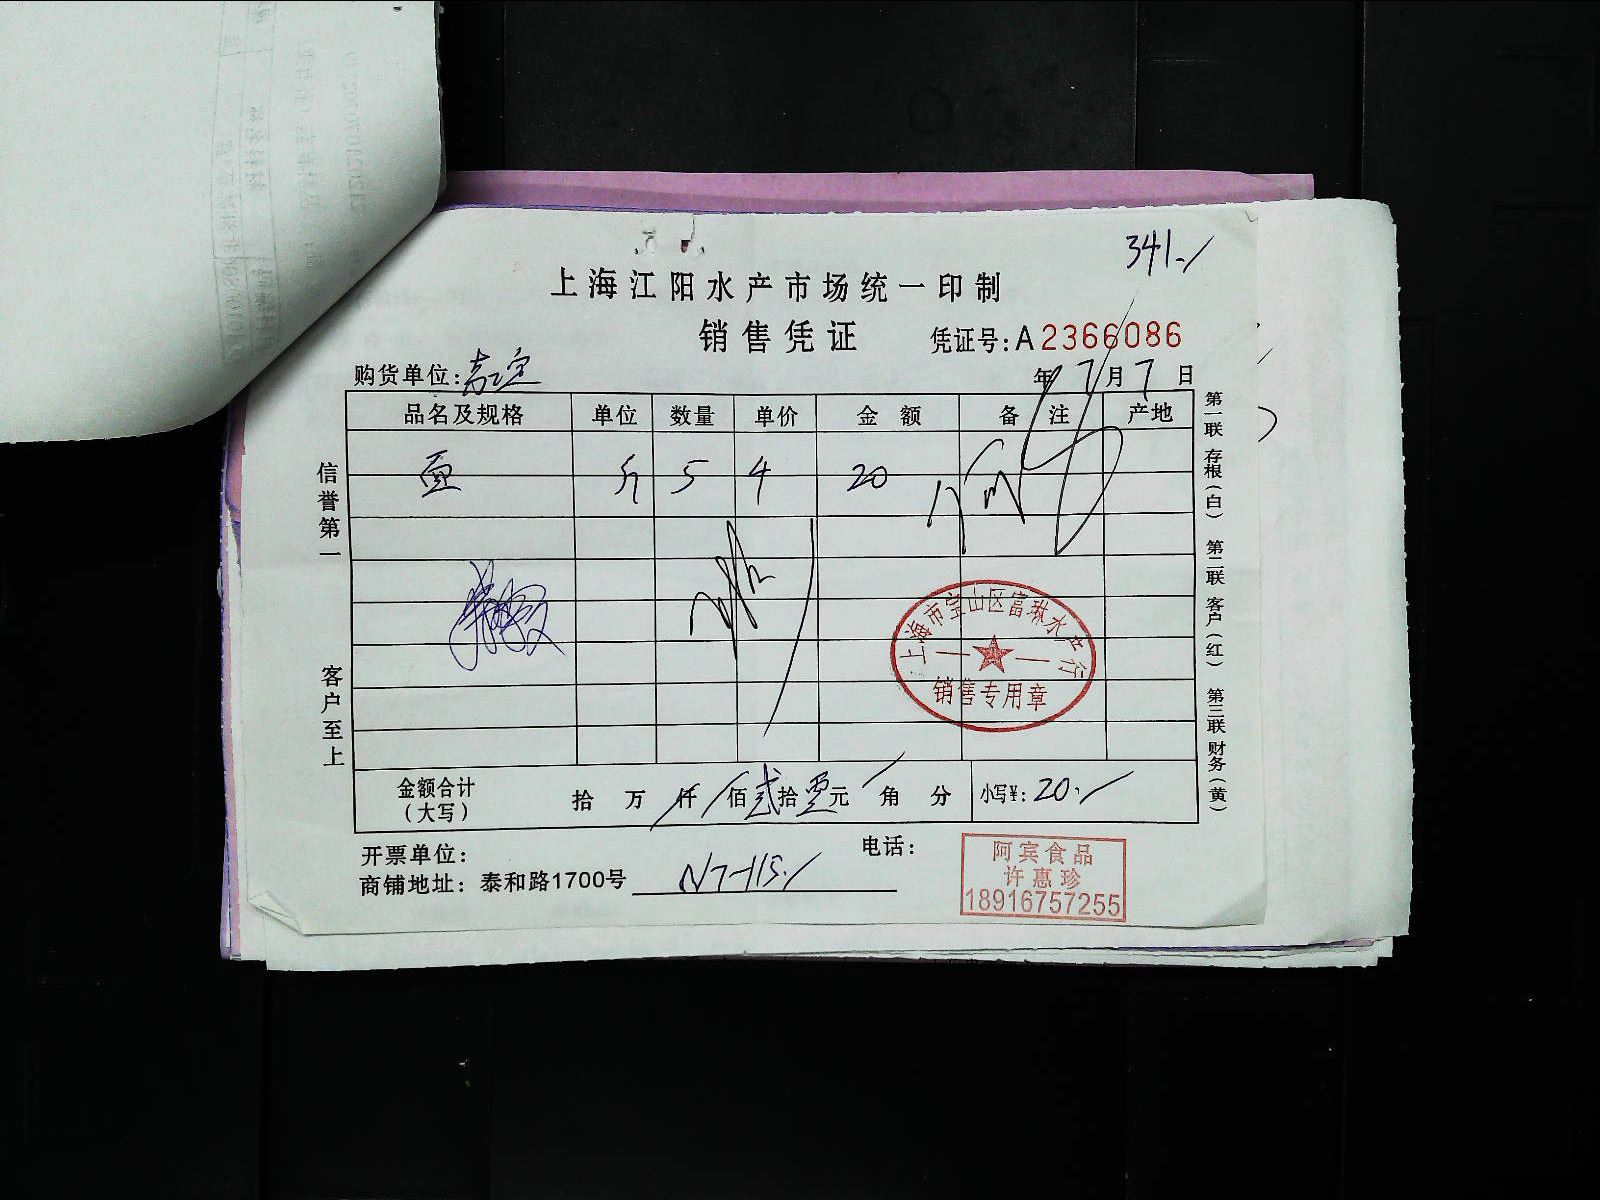 341.-
上海江阳水产市场统一印制
销售凭证 凭证号:A2366086
购货单位:嘉定 年7月7日
品名及规格 单位 数量 单价 金额 备注 产地
面 斤 5 4 20
信誉第一
客户至上
上海市宝山区富琳水产行
销售专用章
第一联 存根(白) 第二联 客户(红) 第三联 财务(黄)
金额合计(大写) 拾 万 仟 佰 贰 拾 零 元 角 分 小写¥:20.-
开票单位: 电话:
商铺地址: 泰和路1700号 N7-115.
阿宾食品
许惠珍
18916757255